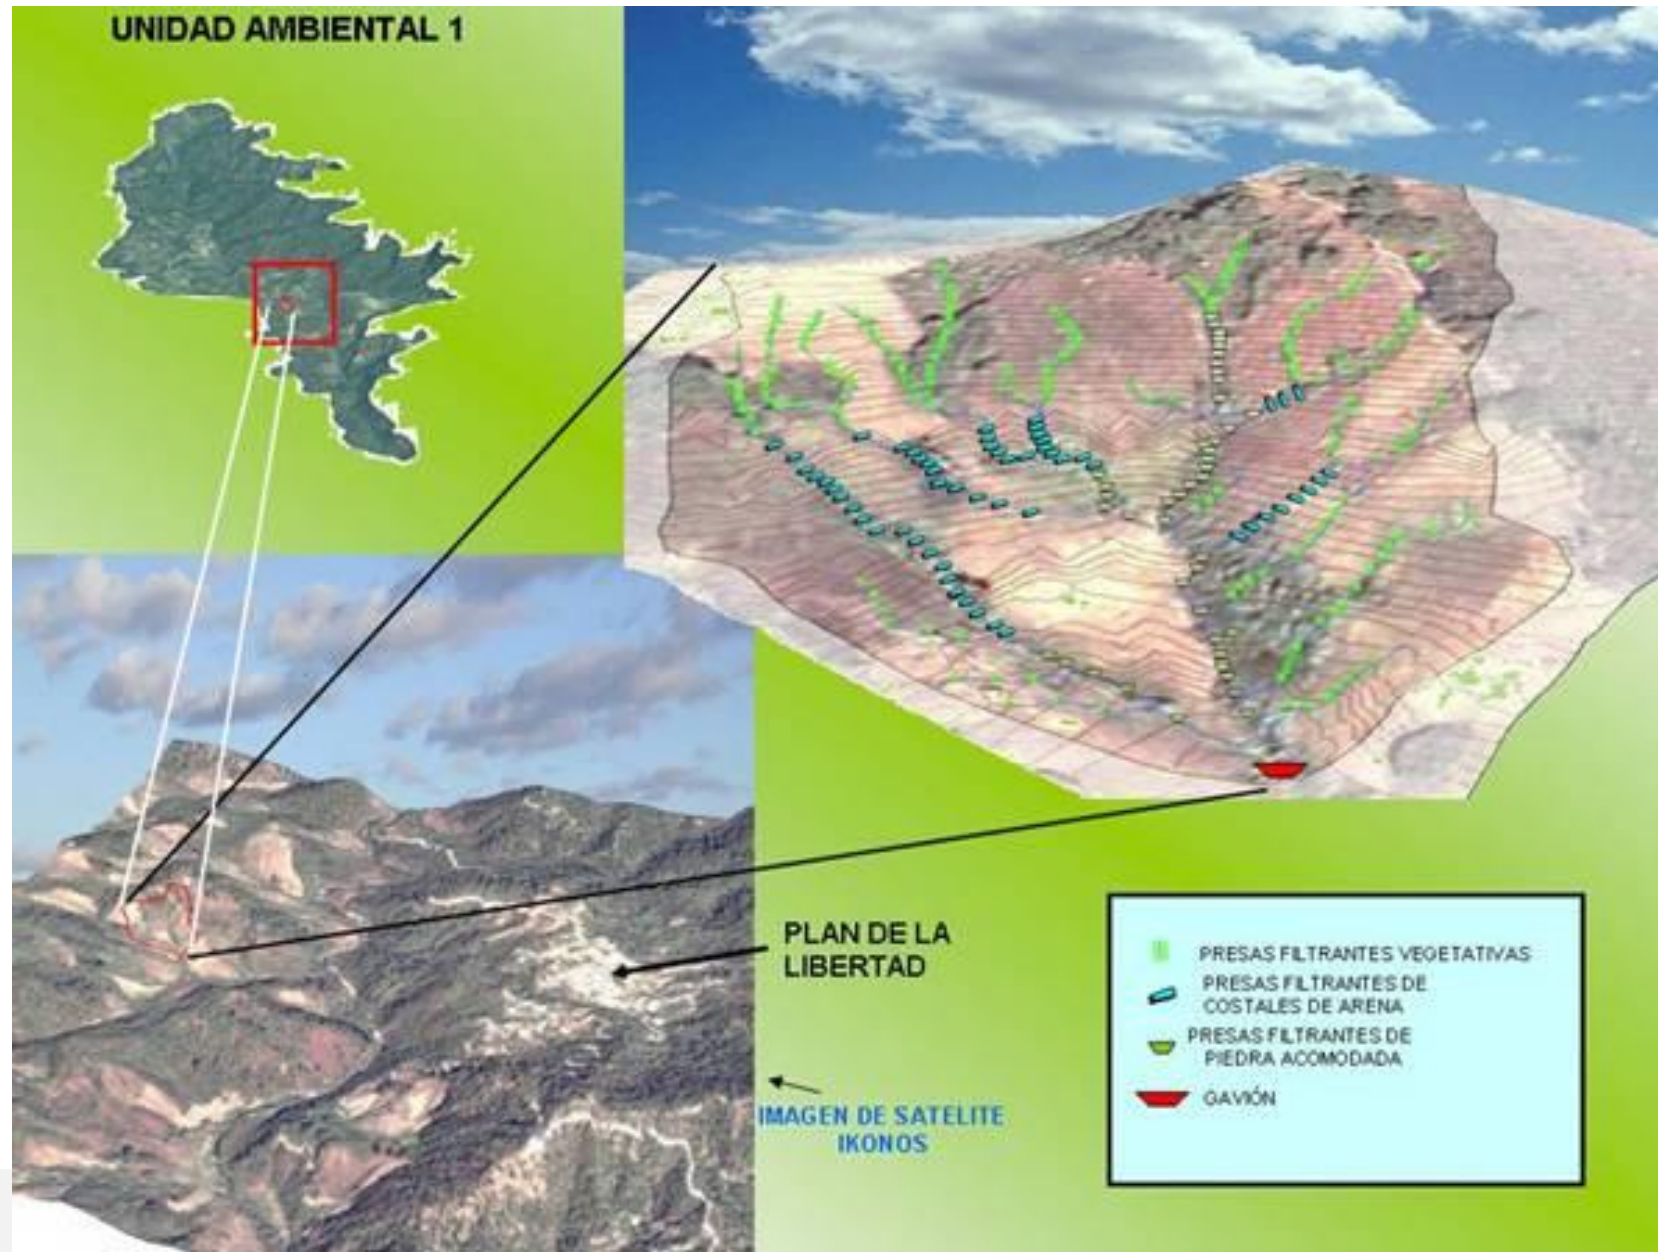 UNIDAD AMBIENTAL 1
PLAN DE LA
LIBERTAD
IMAGEN DE SATELITE
IKONOS
PRESAS FILTRANTES VEGETATIVAS
PRESAS FILTRANTES DE
COSTALES DE ARENA
PRESAS FILTRANTES DE
PIEDRA ACOMODADA
GAVIÓN